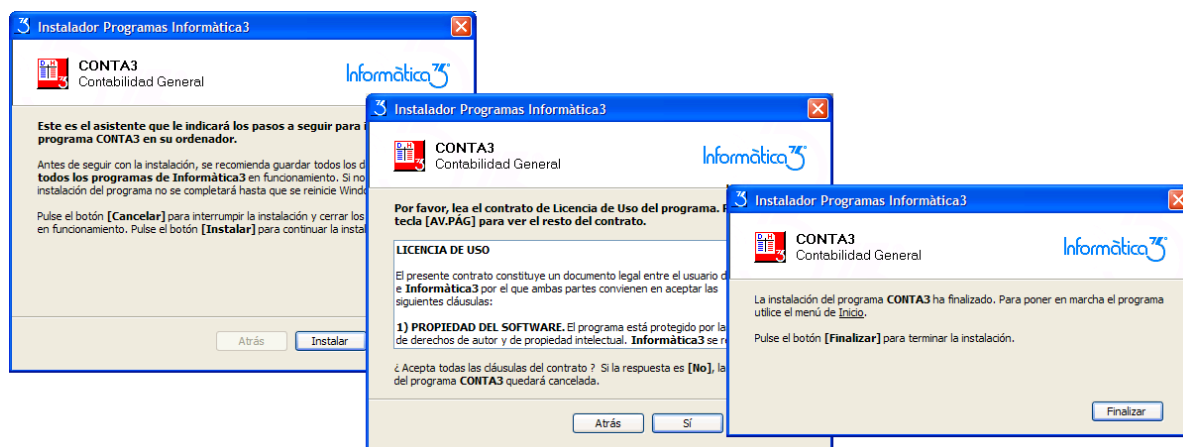 Instalador Programas Informàtica3
CONTA3
Contabilidad General
Informàtica3
Este es el asistente que le indicará los pasos a seguir para
programa CONTA3 en su ordenador.
Antes de seguir con la instalación, se recomienda guardar todos los
todos los programas de Informàtica3 en funcionamiento. Si no
instalación del programa no se completará hasta que se reinicie
Pulse el botón [Cancelar] para interrumpir la instalación y cerrar los
en funcionamiento. Pulse el botón [Instalar] para continuar la
Atrás
Instalar
Instalador Programas Informàtica3
CONTA3
Contabilidad General
Informàtica3
Por favor, lea el contrato de Licencia de Uso del programa.
tecla [AV.PÁG] para ver el resto del contrato.
LICENCIA DE USO
El presente contrato constituye un documento legal entre el usuario
e Informàtica3 por el que ambas partes convienen en aceptar las
siguientes cláusulas:
1) PROPIEDAD DEL SOFTWARE. El programa está protegido por la
de derechos de autor y de propiedad intelectual. Informàtica3 se
¿ Acepta todas las cláusulas del contrato ? Si la respuesta es [No], la
del programa CONTA3 quedará cancelada.
Atrás
Sí
Instalador Programas Informàtica3
CONTA3
Contabilidad General
Informàtica3
La instalación del programa CONTA3 ha finalizado. Para poner en marcha el programa
utilice el menú de Inicio.
Pulse el botón [Finalizar] para terminar la instalación.
Finalizar